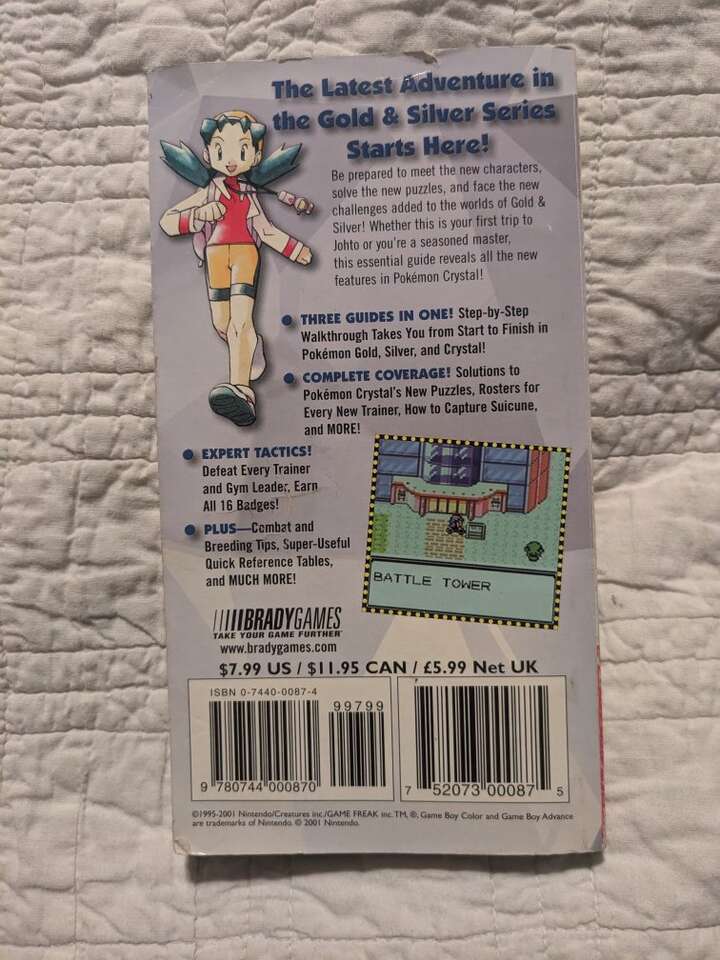 The Latest Adventure in
the Gold & Silver Series
Starts Here!
Be prepared to meet the new characters,
solve the new puzzles, and face the new
challenges added to the worlds of Gold &
Silver! Whether this is your first trip to
Johto or you're a seasoned master,
this essential guide reveals all the new
features in Pokémon Crystal!
THREE GUIDES IN ONE! Step-by-Step
Walkthrough Takes You from Start to Finish in
Pokémon Gold, Silver, and Crystal!
COMPLETE COVERAGE! Solutions to
Pokémon Crystal's New Puzzles, Rosters for
Every New Trainer, How to Capture Suicune,
and MORE!
EXPERT TACTICS!
Defeat Every Trainer
and Gym Leader, Earn
All 16 Badges!
PLUS—Combat and
Breeding Tips, Super-Useful
Quick Reference Tables,
and MUCH MORE!
BATTLE TOWER
BRADYGAMES
TAKE YOUR GAME FURTHER®
www.bradygames.com
$7.99 US / $11.95 CAN / £5.99 Net UK
ISBN 0-7440-0087-4
99799
9 780744 000870
7 52073 00087 5
©1995-2001 Nintendo/Creatures inc./GAME FREAK inc. TM, ®, Game Boy Color and Game Boy Advance
are trademarks of Nintendo. © 2001 Nintendo.